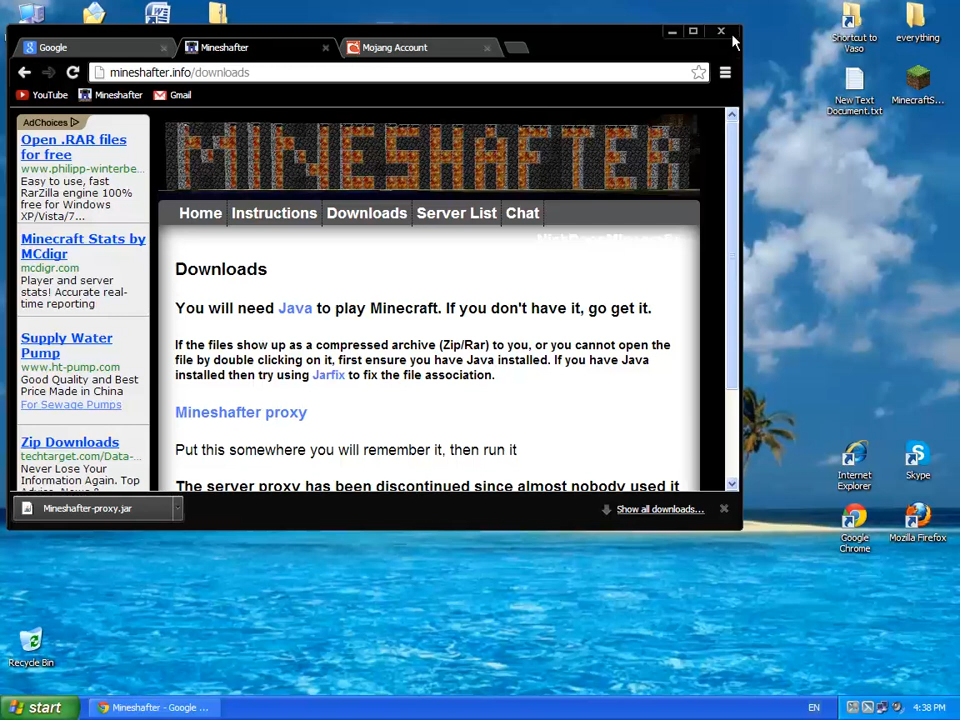 Google
Mineshafter
Mojang Account
mineshafter.info/downloads
YouTube
Mineshafter
Gmail
AdChoices
Open .RAR files
for free
www.philipp-winterbe...
Easy to use, fast
RarZilla engine 100%
free for Windows
XP/Vista/7...
Minecraft Stats by
MCdigr
mcdigr.com
Player and server
stats! Accurate real-
time reporting
Supply Water
Pump
www.ht-pump.com
Good Quality and Best
Price Made in China
For Sewage Pumps
Zip Downloads
techtarget.com/Data-...
Never Lose Your
Information Again. Top
MINESHAFTER
Home
Instructions
Downloads
Server List
Chat
Downloads
You will need Java to play Minecraft. If you don't have it, go get it.
If the files show up as a compressed archive (Zip/Rar) to you, or you cannot open the
file by double clicking on it, first ensure you have Java installed. If you have Java
installed then try using Jarfix to fix the file association.
Mineshafter proxy
Put this somewhere you will remember it, then run it
The server proxy has been discontinued since almost nobody used it
Mineshafter-proxy.jar
Show all downloads...
Shortcut to
Vaso
everything
New Text
Document.txt
MinecraftS...
Internet
Explorer
Skype
Google
Chrome
Mozilla Firefox
Recycle Bin
start
Mineshafter - Google ...
EN
4:38 PM